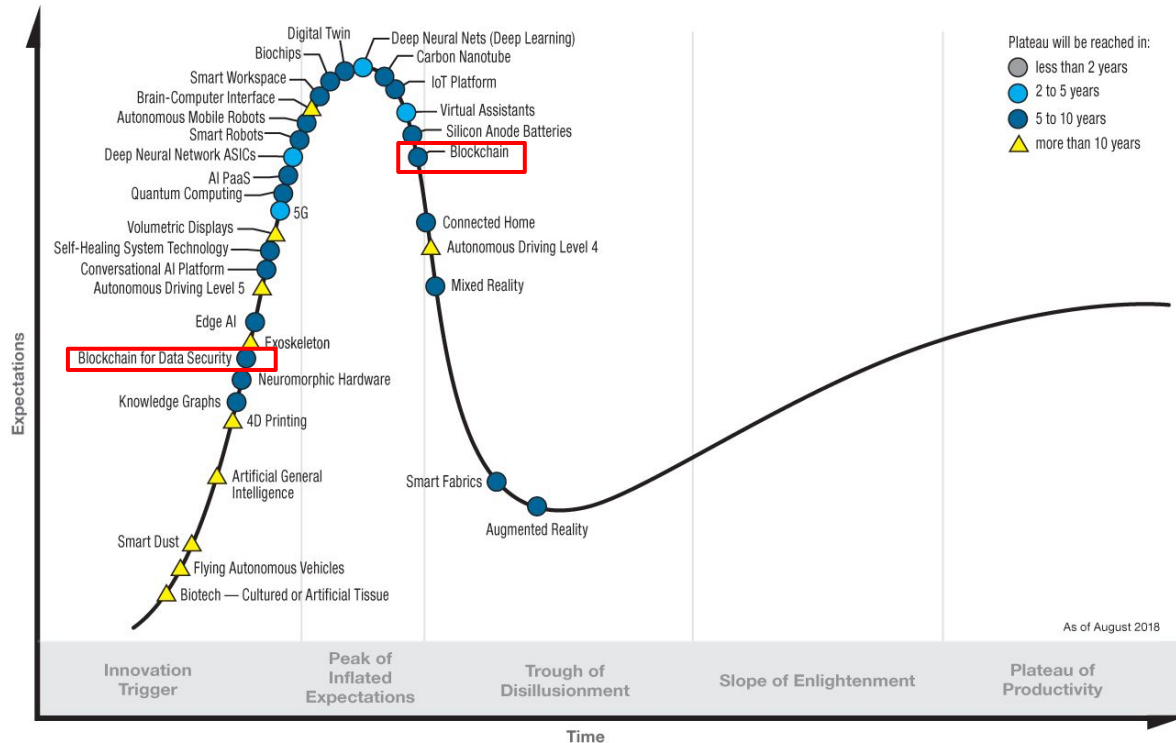 Digital Twin
Biochips
Smart Workspace
Brain-Computer Interface
Autonomous Mobile Robots
Smart Robots
Deep Neural Network ASICs
AI PaaS
Quantum Computing
5G
Volumetric Displays
Self-Healing System Technology
Conversational AI Platform
Autonomous Driving Level 5
Edge AI
Exoskeleton
Blockchain for Data Security
Neuromorphic Hardware
Knowledge Graphs
4D Printing
Artificial General
Intelligence
Smart Dust
Flying Autonomous Vehicles
Biotech — Cultured or Artificial Tissue
Deep Neural Nets (Deep Learning)
Carbon Nanotube
IoT Platform
Virtual Assistants
Silicon Anode Batteries
Blockchain
Connected Home
Autonomous Driving Level 4
Mixed Reality
Smart Fabrics
Augmented Reality
Plateau will be reached in:
less than 2 years
2 to 5 years
5 to 10 years
more than 10 years
As of August 2018
Expectations
Innovation
Trigger
Peak of
Inflated
Expectations
Trough of
Disillusionment
Slope of Enlightenment
Plateau of
Productivity
Time